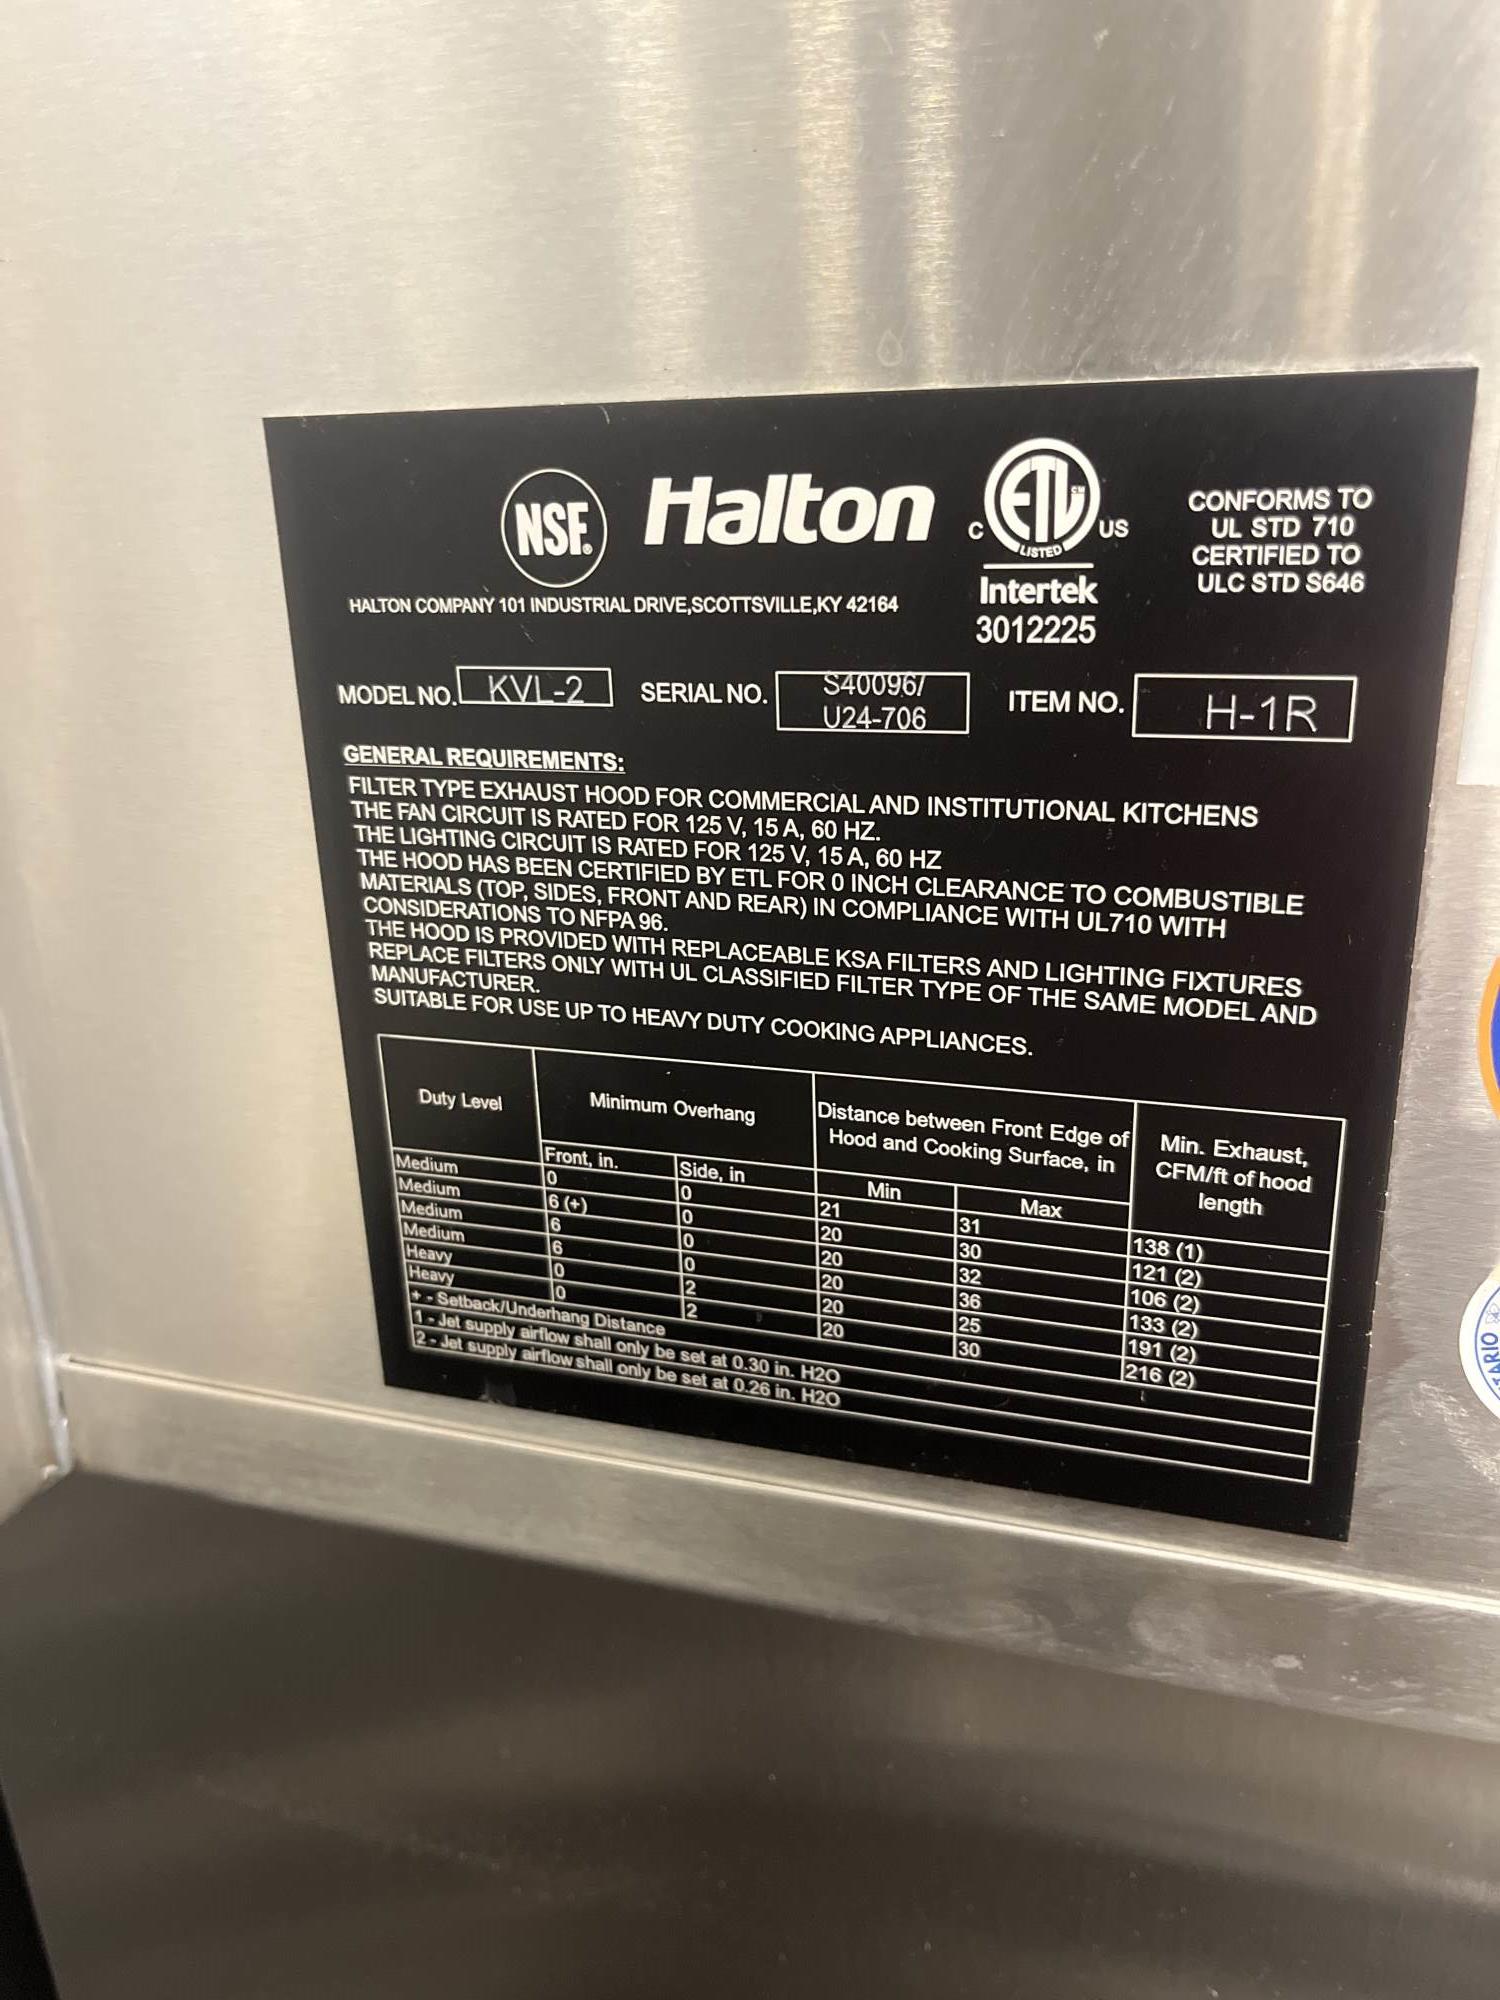 NSF.
Halton
C ETL CM US
LISTED
Intertek
3012225
CONFORMS TO
UL STD 710
CERTIFIED TO
ULC STD S646
HALTON COMPANY 101 INDUSTRIAL DRIVE,SCOTTSVILLE,KY 42164
MODEL NO. KVL-2 SERIAL NO. S40096/ U24-706 ITEM NO. H-1R
GENERAL REQUIREMENTS:
FILTER TYPE EXHAUST HOOD FOR COMMERCIAL AND INSTITUTIONAL KITCHENS
THE FAN CIRCUIT IS RATED FOR 125 V, 15 A, 60 HZ.
THE LIGHTING CIRCUIT IS RATED FOR 125 V, 15 A, 60 HZ
THE HOOD HAS BEEN CERTIFIED BY ETL FOR 0 INCH CLEARANCE TO COMBUSTIBLE
MATERIALS (TOP, SIDES, FRONT AND REAR) IN COMPLIANCE WITH UL710 WITH
CONSIDERATIONS TO NFPA 96.
THE HOOD IS PROVIDED WITH REPLACEABLE KSA FILTERS AND LIGHTING FIXTURES
REPLACE FILTERS ONLY WITH UL CLASSIFIED FILTER TYPE OF THE SAME MODEL AND
MANUFACTURER.
SUITABLE FOR USE UP TO HEAVY DUTY COOKING APPLIANCES.
Duty Level Minimum Overhang Distance between Front Edge of Hood and Cooking Surface, in Min. Exhaust, CFM/ft of hood length
Front, in. Side, in Min Max
Medium 0 0 21 31 138 (1)
Medium 6 (+) 0 20 30 121 (2)
Medium 6 0 20 32 106 (2)
Medium 6 0 20 36 133 (2)
Heavy 0 2 20 25 191 (2)
Heavy 0 2 20 30 216 (2)
+ - Setback/Underhang Distance
1 - Jet supply airflow shall only be set at 0.30 in. H2O
2 - Jet supply airflow shall only be set at 0.26 in. H2O